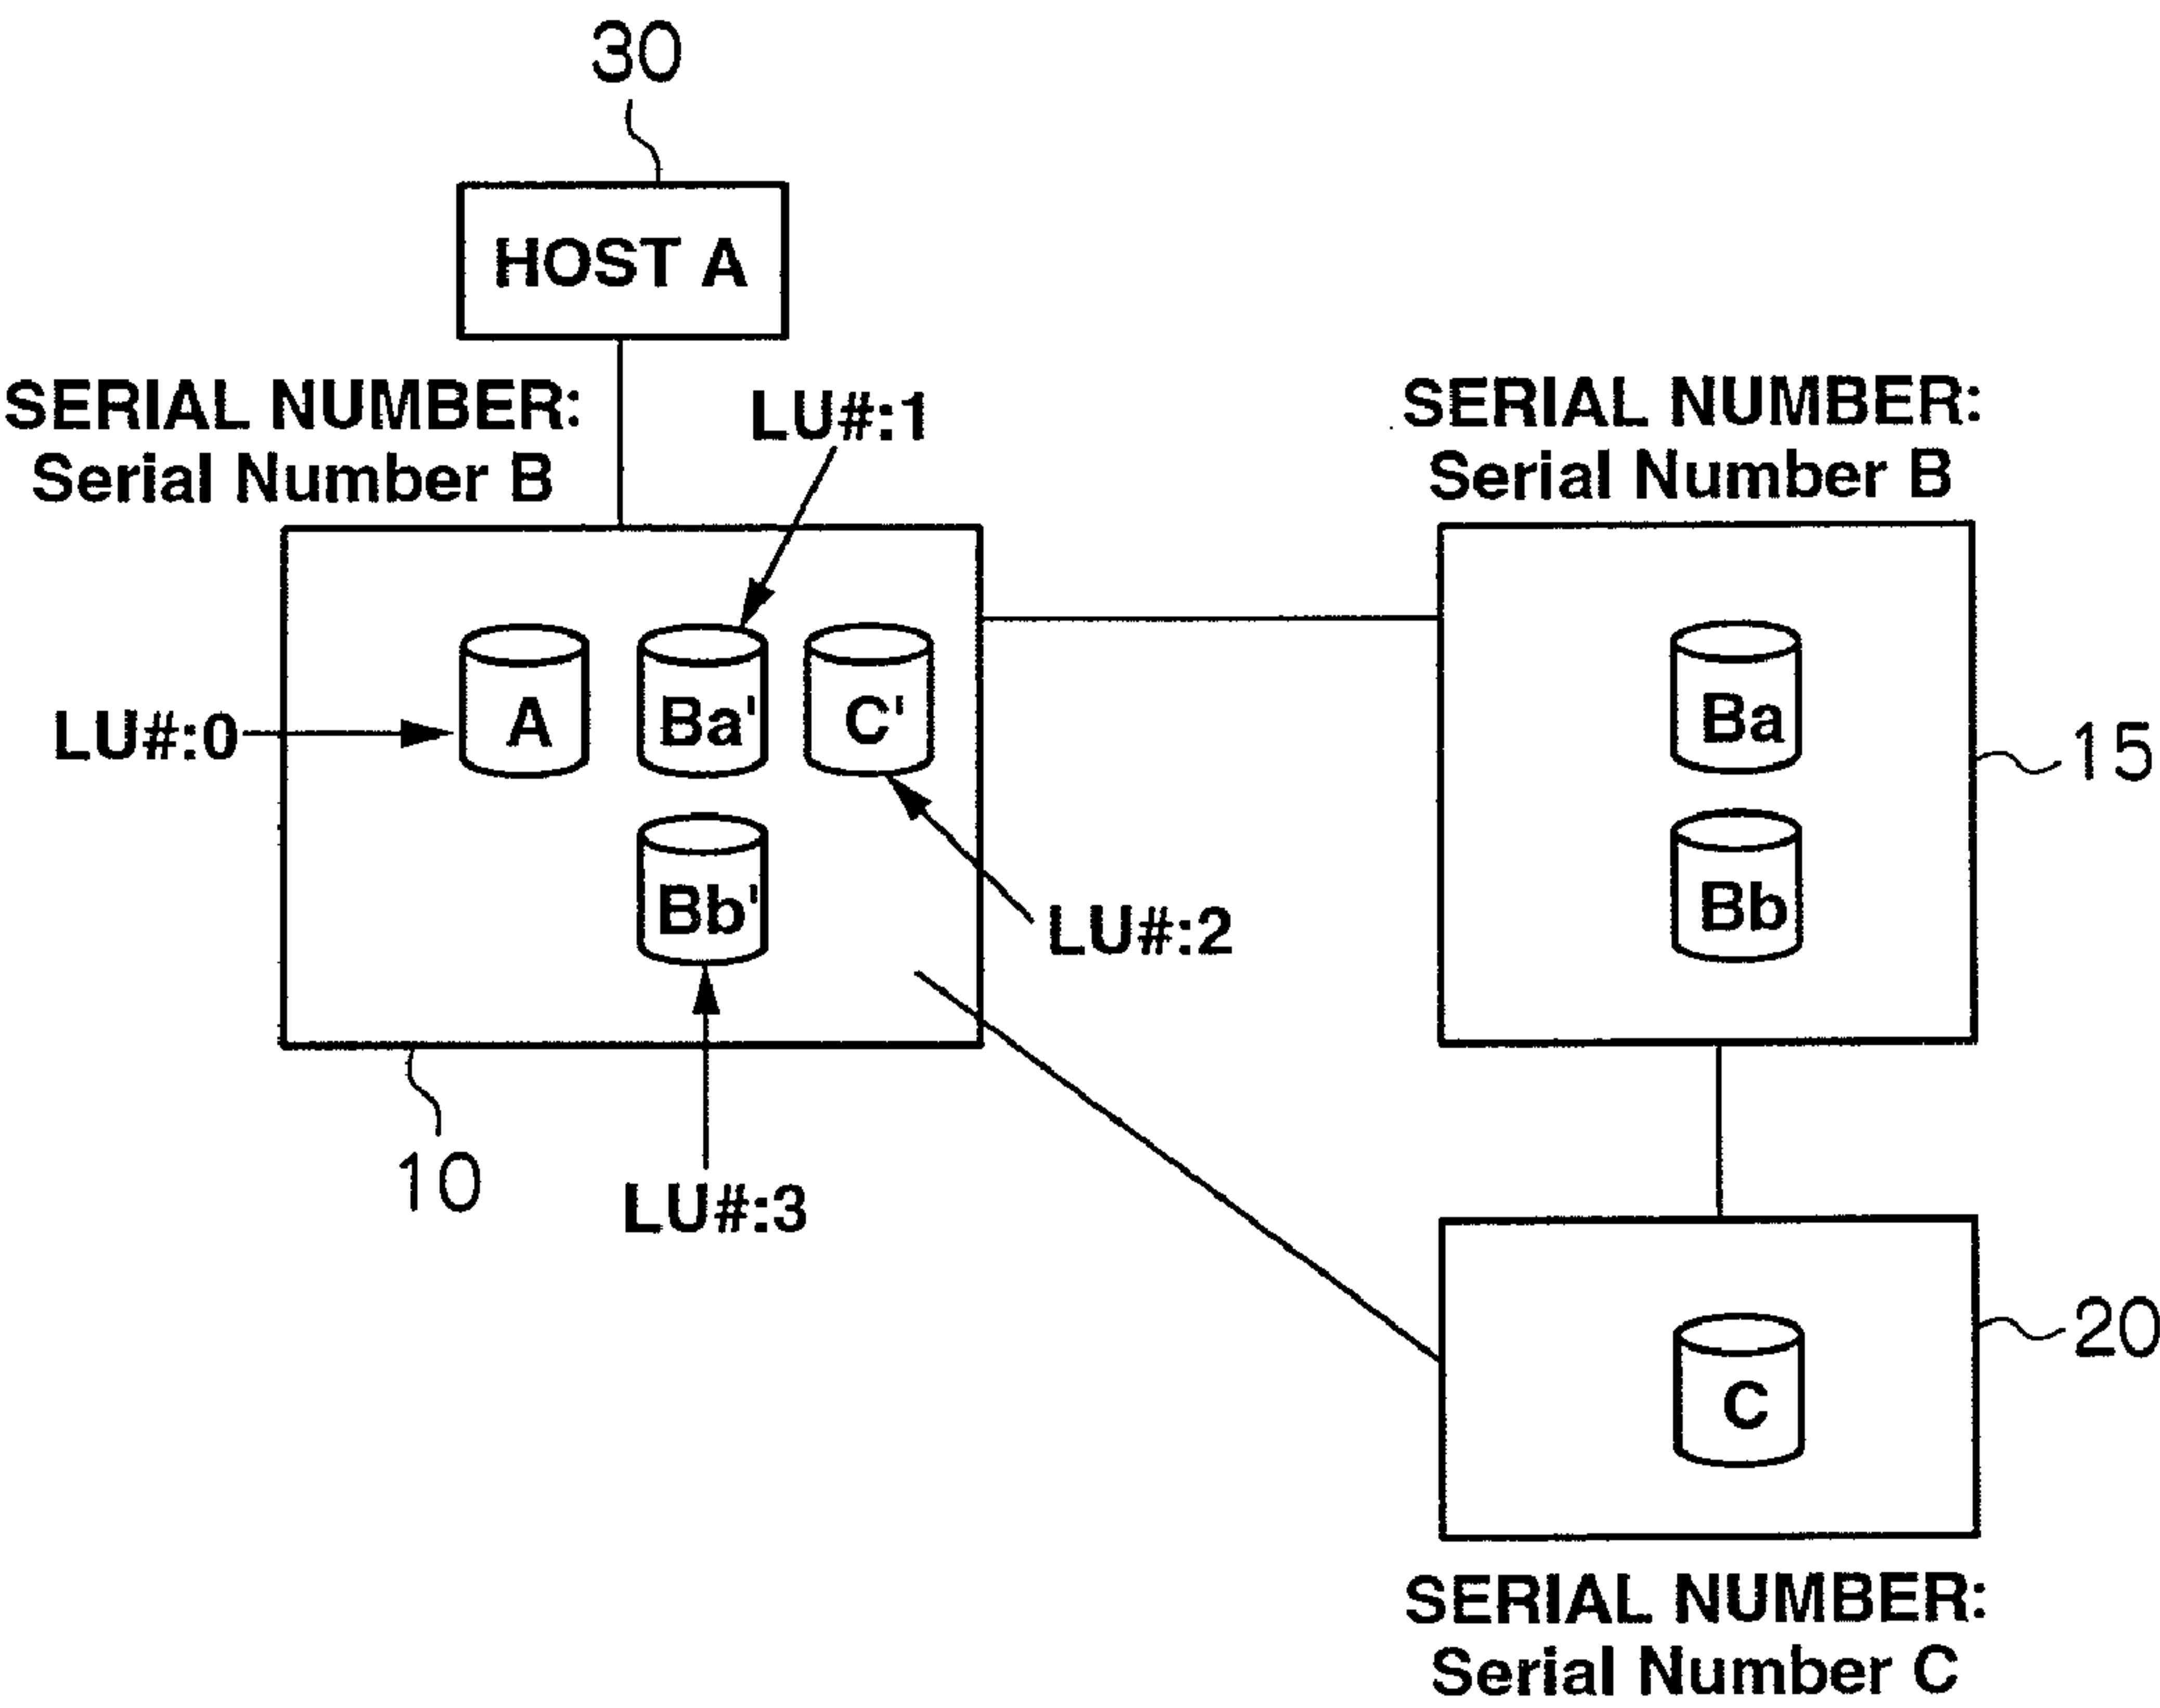 30
HOST A
SERIAL NUMBER:
Serial Number B
LU#:1
SERIAL NUMBER:
Serial Number B
LU#:0
A
Ba'
C'
Ba
15
Bb'
LU#:2
Bb
10
LU#:3
20
C
SERIAL NUMBER:
Serial Number C